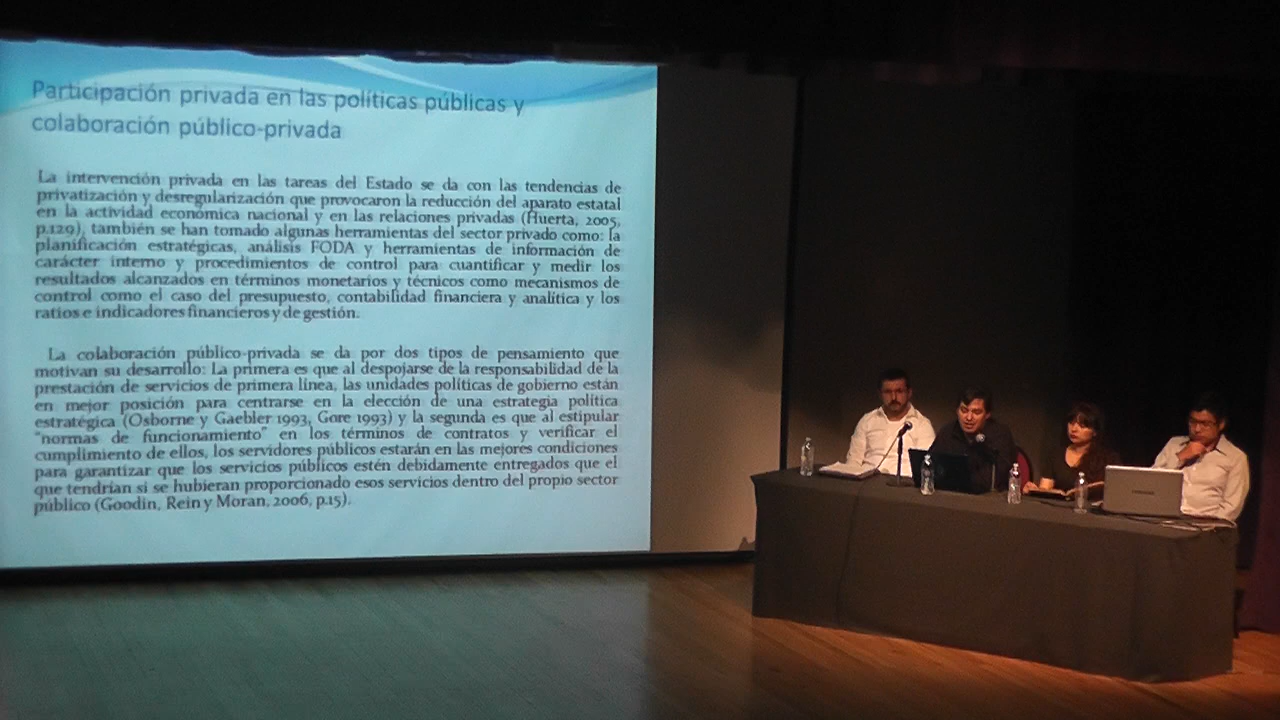 Participación privada en las políticas públicas y
colaboración público-privada
La intervención privada en las tareas del Estado se da con las tendencias de
privatización y desregularización que provocaron la reducción del aparato estatal
en la actividad económica nacional y en las relaciones privadas (Huerta, 2005,
p.129), también se han tomado algunas herramientas del sector privado como: la
planificación estratégicas, análisis FODA y herramientas de información de
carácter interno y procedimientos de control para cuantificar y medir los
resultados alcanzados en términos monetarios y técnicos como mecanismos de
control como el caso del presupuesto, contabilidad financiera y analítica y los
ratios e indicadores financieros y de gestión.
La colaboración público-privada se da por dos tipos de pensamiento que
motivan su desarrollo: La primera es que al despojarse de la responsabilidad de la
prestación de servicios de primera línea, las unidades políticas de gobierno están
en mejor posición para centrarse en la elección de una estrategia política
estratégica (Osborne y Gaebler 1993, Gore 1993) y la segunda es que al estipular
"normas de funcionamiento" en los términos de contratos y verificar el
cumplimiento de ellos, los servidores públicos estarán en las mejores condiciones
para garantizar que los servicios públicos estén debidamente entregados que el
que tendrían si se hubieran proporcionado esos servicios dentro del propio sector
público (Goodin, Rein y Moran, 2006, p.15).